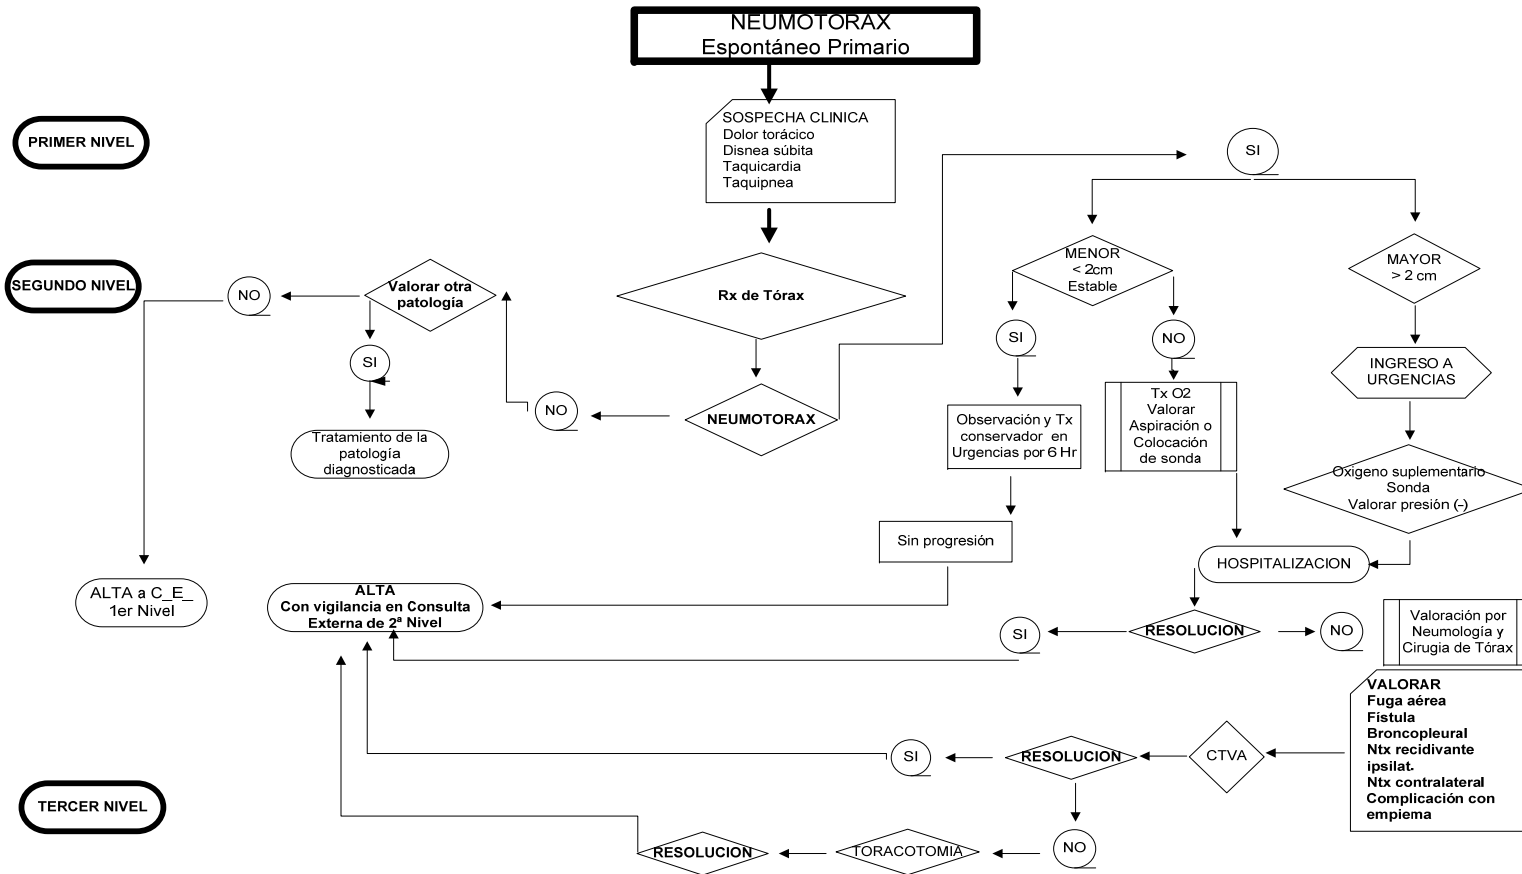 NEUMOTORAX
Espontáneo Primario
PRIMER NIVEL
SOSPECHA CLINICA
Dolor torácico
Disnea súbita
Taquicardia
Taquipnea
SI
SEGUNDO NIVEL
NO
Valorar otra
patología
Rx de Tórax
MENOR
< 2cm
Estable
MAYOR
> 2 cm
SI
SI
NO
INGRESO A
URGENCIAS
NO
NEUMOTORAX
Tratamiento de la
patología
diagnosticada
Observación y Tx
conservador en
Urgencias por 6 Hr
Tx O2
Valorar
Aspiración o
Colocación
de sonda
Oxigeno suplementario
Sonda
Valorar presión (-)
Sin progresión
HOSPITALIZACION
ALTA a C_E_
1er Nivel
ALTA
Con vigilancia en Consulta
Externa de 2ª Nivel
SI
RESOLUCION
NO
Valoración por
Neumología y
Cirugia de Tórax
VALORAR
Fuga aérea
Fístula
Broncopleural
Ntx recidivante
ipsilat.
Ntx contralateral
Complicación con
empiema
SI
RESOLUCION
CTVA
TERCER NIVEL
RESOLUCION
TORACOTOMIA
NO